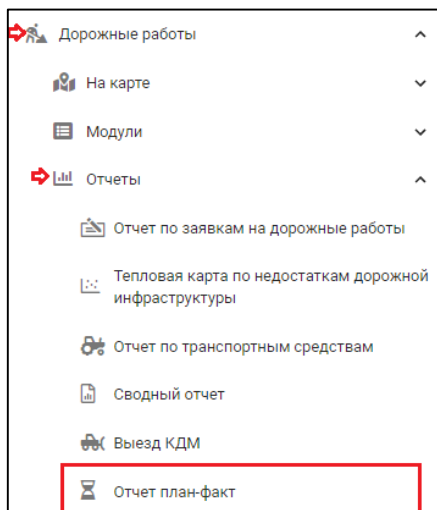 Дорожные работы
На карте
Модули
Отчеты
Отчет по заявкам на дорожные работы
Тепловая карта по недостаткам дорожной
инфраструктуры
Отчет по транспортным средствам
Сводный отчет
Выезд КДМ
Отчет план-факт